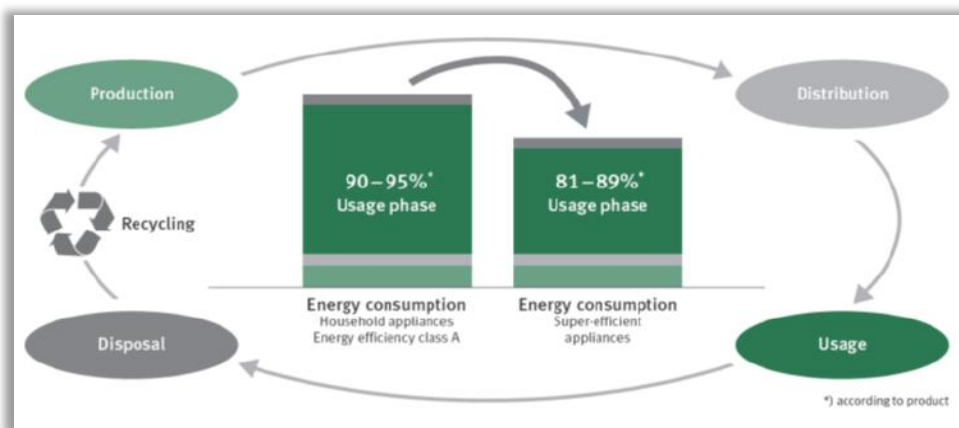 Production
Distribution
90–95%*
Usage phase
81–89%*
Usage phase
Recycling
Energy consumption
Household appliances
Energy efficiency class A
Energy consumption
Super-efficient
appliances
Disposal
Usage
*) according to product